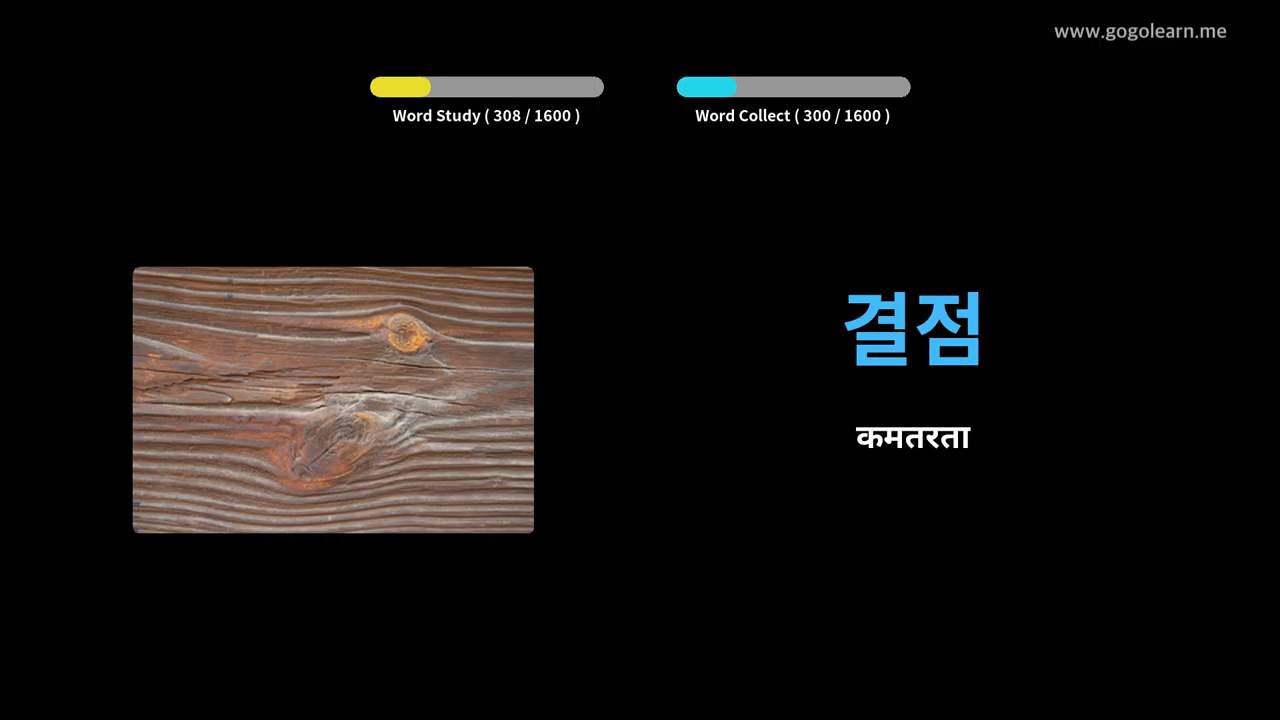 www.gogolearn.me
Word Study ( 308 / 1600 )
Word Collect ( 300 / 1600 )
결점
कमतरता